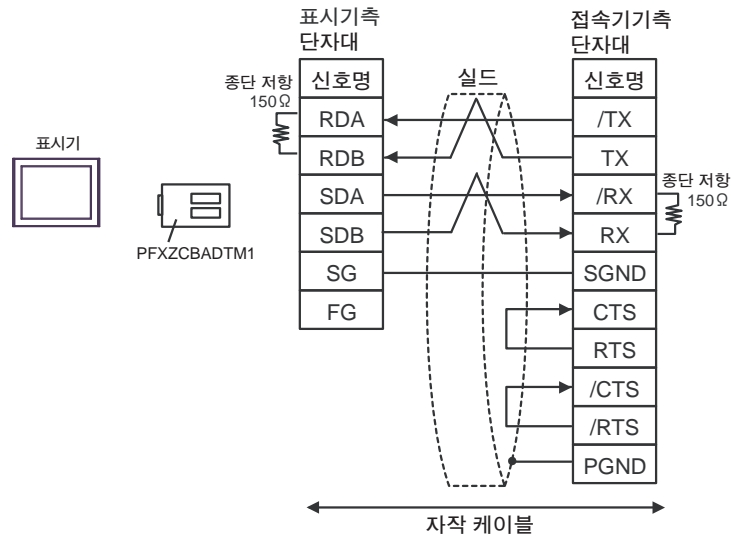 표시기측
단자대
접속기기측
단자대
종단 저항
150Ω
신호명
실드
신호명
RDA
/TX
RDB
TX
표시기
SDA
/RX
종단 저항
150Ω
SDB
RX
PFXZCBADTM1
SG
SGND
FG
CTS
RTS
/CTS
/RTS
PGND
자작 케이블